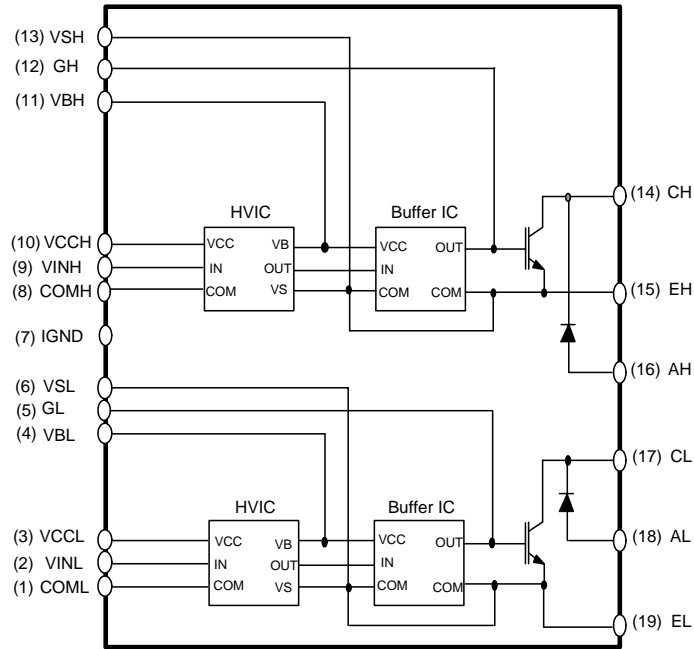 (13) VSH
(12) GH
(11) VBH
(14) CH
HVIC
Buffer IC
(10) VCCH
VCC
VB
VCC
OUT
(9) VINH
IN
OUT
IN
(8) COMH
COM
VS
COM
COM
(15) EH
(7) IGND
(16) AH
(6) VSL
(5) GL
(4) VBL
(17) CL
HVIC
Buffer IC
(3) VCCL
VCC
VB
VCC
OUT
(18) AL
(2) VINL
IN
OUT
IN
(1) COML
COM
VS
COM
COM
(19) EL